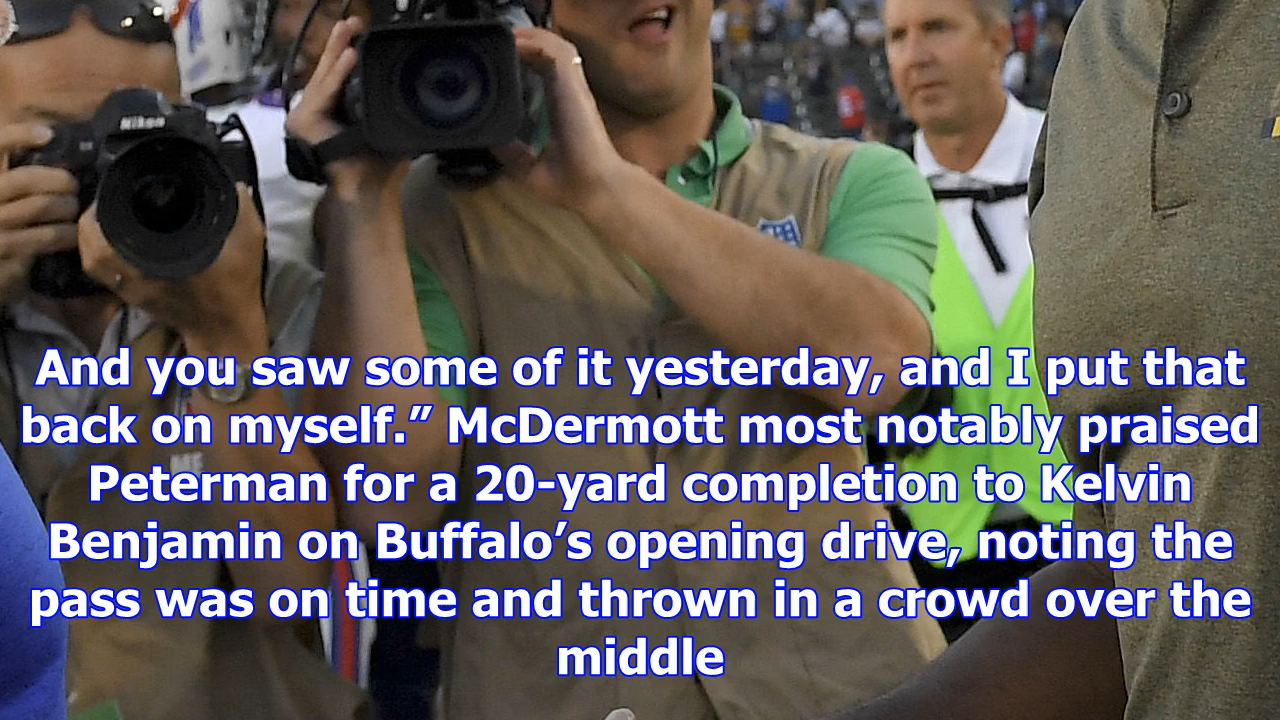 Nikon
And you saw some of it yesterday, and I put that
back on myself.” McDermott most notably praised
Peterman for a 20-yard completion to Kelvin
Benjamin on Buffalo’s opening drive, noting the
pass was on time and thrown in a crowd over the
middle